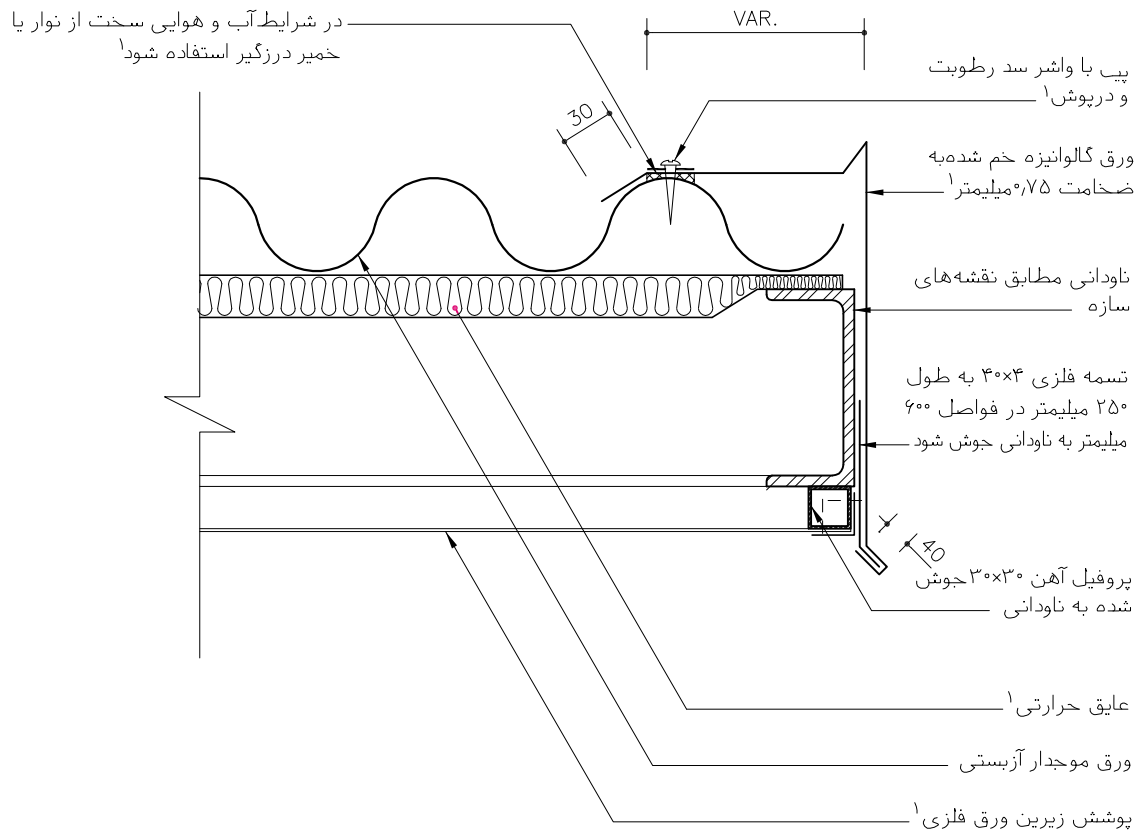 در شرایط آب و هوایی سخت از نوار یا
خمیر درزگیر استفاده شود۱
VAR.
30
پیچ با واشر سد رطوبت
و درپوش۱
ورق گالوانیزه خم شده به
ضخامت ۰٫۷۵ میلیمتر۱
ناودانی مطابق نقشه‌های
سازه
تسمه فلزی ۴۰×۴ به طول
۲۵۰ میلیمتر در فواصل ۶۰۰
میلیمتر به ناودانی جوش شود
40
پروفیل آهن ۳۰×۳۰ جوش
شده به ناودانی
عایق حرارتی۱
ورق موجدار آزبستی
پوشش زیرین ورق فلزی۱